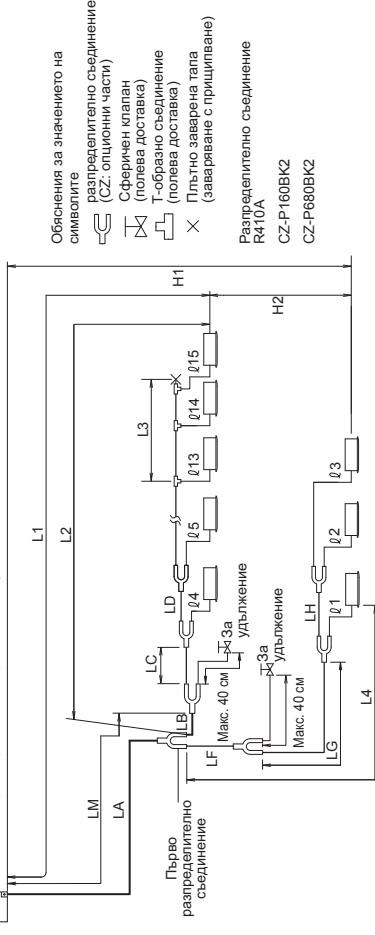 Обяснения за значението на
символите
разпределително съединение
(CZ: опционни части)
Сферичен клапан
(полева доставка)
Т-образно съединение
(полева доставка)
Плътно заварена тапа
(заваряване с прищипване)
Разпределително съединение
R410A
CZ-P160BK2
CZ-P680BK2
H1
H2
L1
L2
L3
ℓ15
ℓ14
ℓ13
ℓ5
ℓ4
LD
LC
LB
За
удължение
Макс. 40 см
LM
LA
LF
Първо
разпределително
съединение
ℓ3
ℓ2
ℓ1
LH
За
удължение
Макс. 40 см
LG
L4